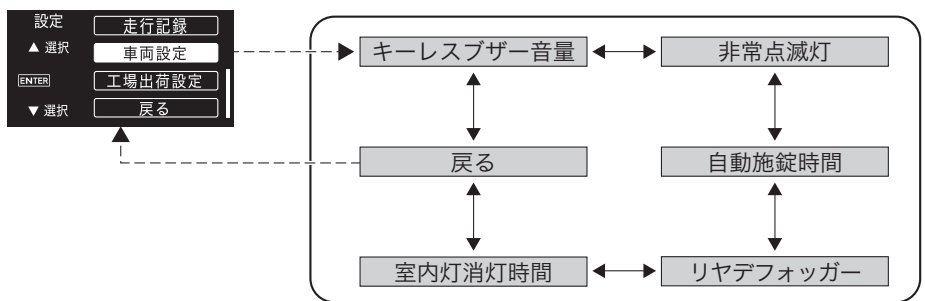 設定
走行記録
▲ 選択
車両設定
ENTER
工場出荷設定
▼ 選択
戻る
キーレスブザー音量
非常点滅灯
戻る
自動施錠時間
室内灯消灯時間
リヤデフォッガー